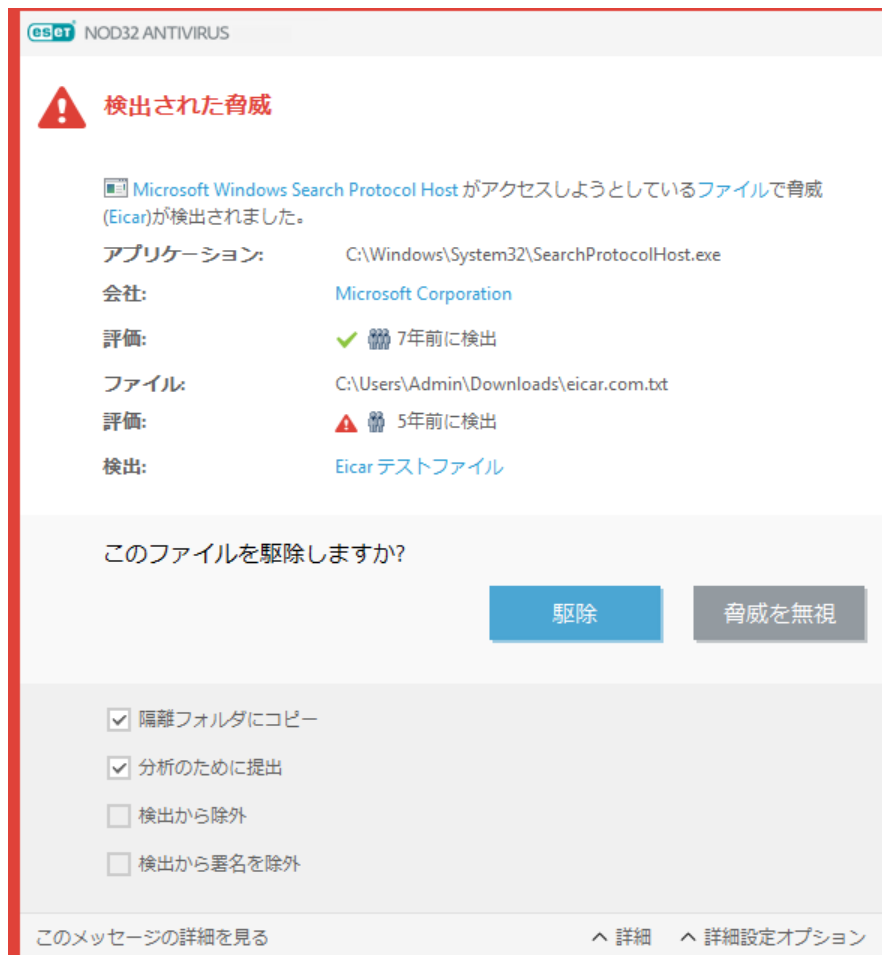 eset NOD32 ANTIVIRUS
検出された脅威
Microsoft Windows Search Protocol Host がアクセスしようとしているファイルで脅威
(Eicar)が検出されました。
アプリケーション: C:\Windows\System32\SearchProtocolHost.exe
会社: Microsoft Corporation
評価: 7年前に検出
ファイル: C:\Users\Admin\Downloads\eicar.com.txt
評価: 5年前に検出
検出: Eicar テストファイル
このファイルを駆除しますか?
駆除 脅威を無視
隔離フォルダにコピー
分析のために提出
検出から除外
検出から署名を除外
このメッセージの詳細を見る 詳細 詳細設定オプション